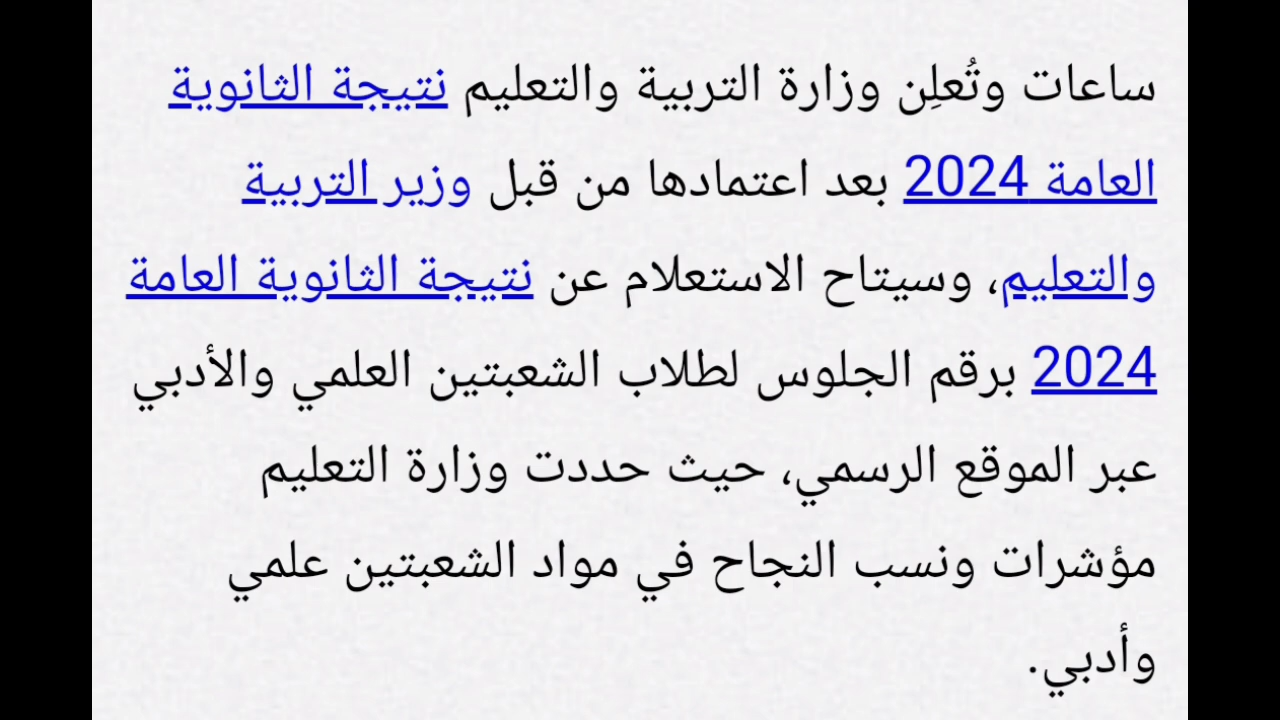 ساعات وتُعلِن وزارة التربية والتعليم نتيجة الثانوية
العامة 2024 بعد اعتمادها من قبل وزير التربية
والتعليم، وسيتاح الاستعلام عن نتيجة الثانوية العامة
2024 برقم الجلوس لطلاب الشعبتين العلمي والأدبي
عبر الموقع الرسمي، حيث حددت وزارة التعليم
مؤشرات ونسب النجاح في مواد الشعبتين علمي
وأدبي.